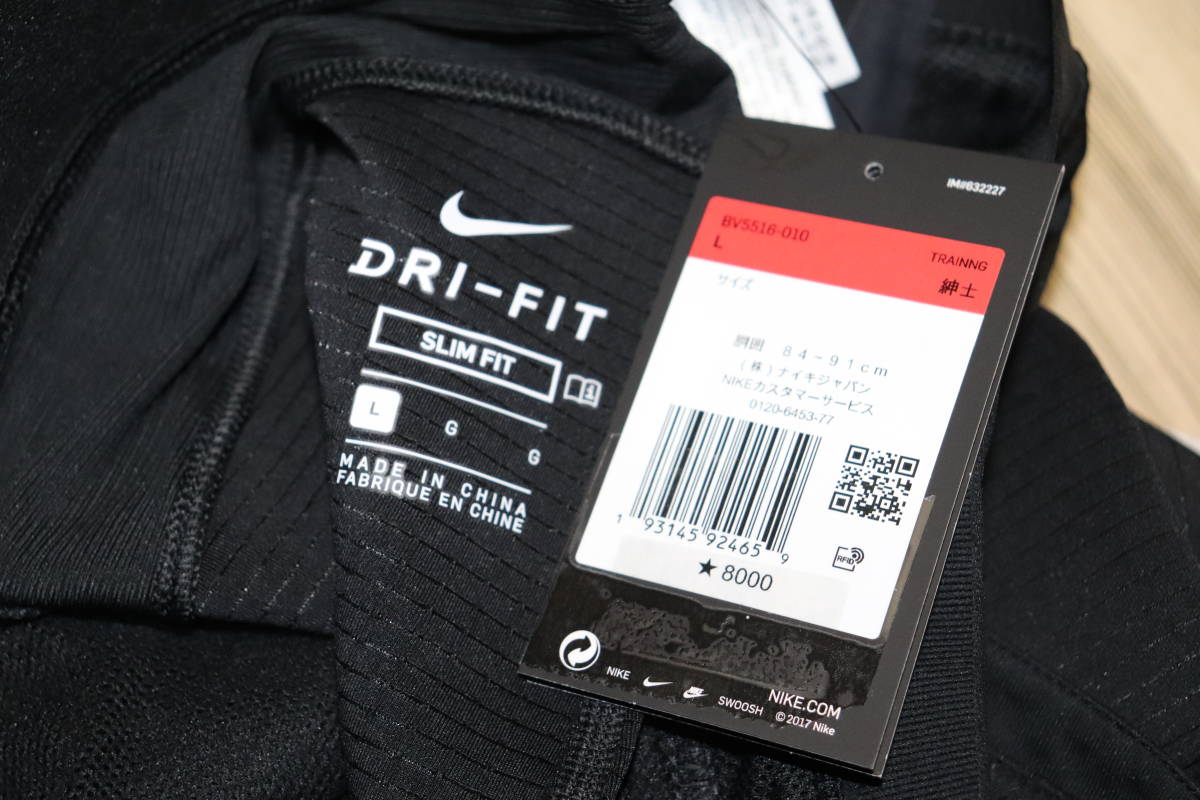 DRI-FIT
SLIM FIT
L
G
G
MADE IN CHINA
FABRIQUE EN CHINE
IM#632227
BV5516-010
L
TRAINNG
紳士
サイズ
胴囲 84-91cm
(株)ナイキジャパン
NIKEカスタマーサービス
0120-6453-77
1 93145 92465 9
RFID
★8000
NIKE
SWOOSH
NIKE.COM
© 2017 Nike